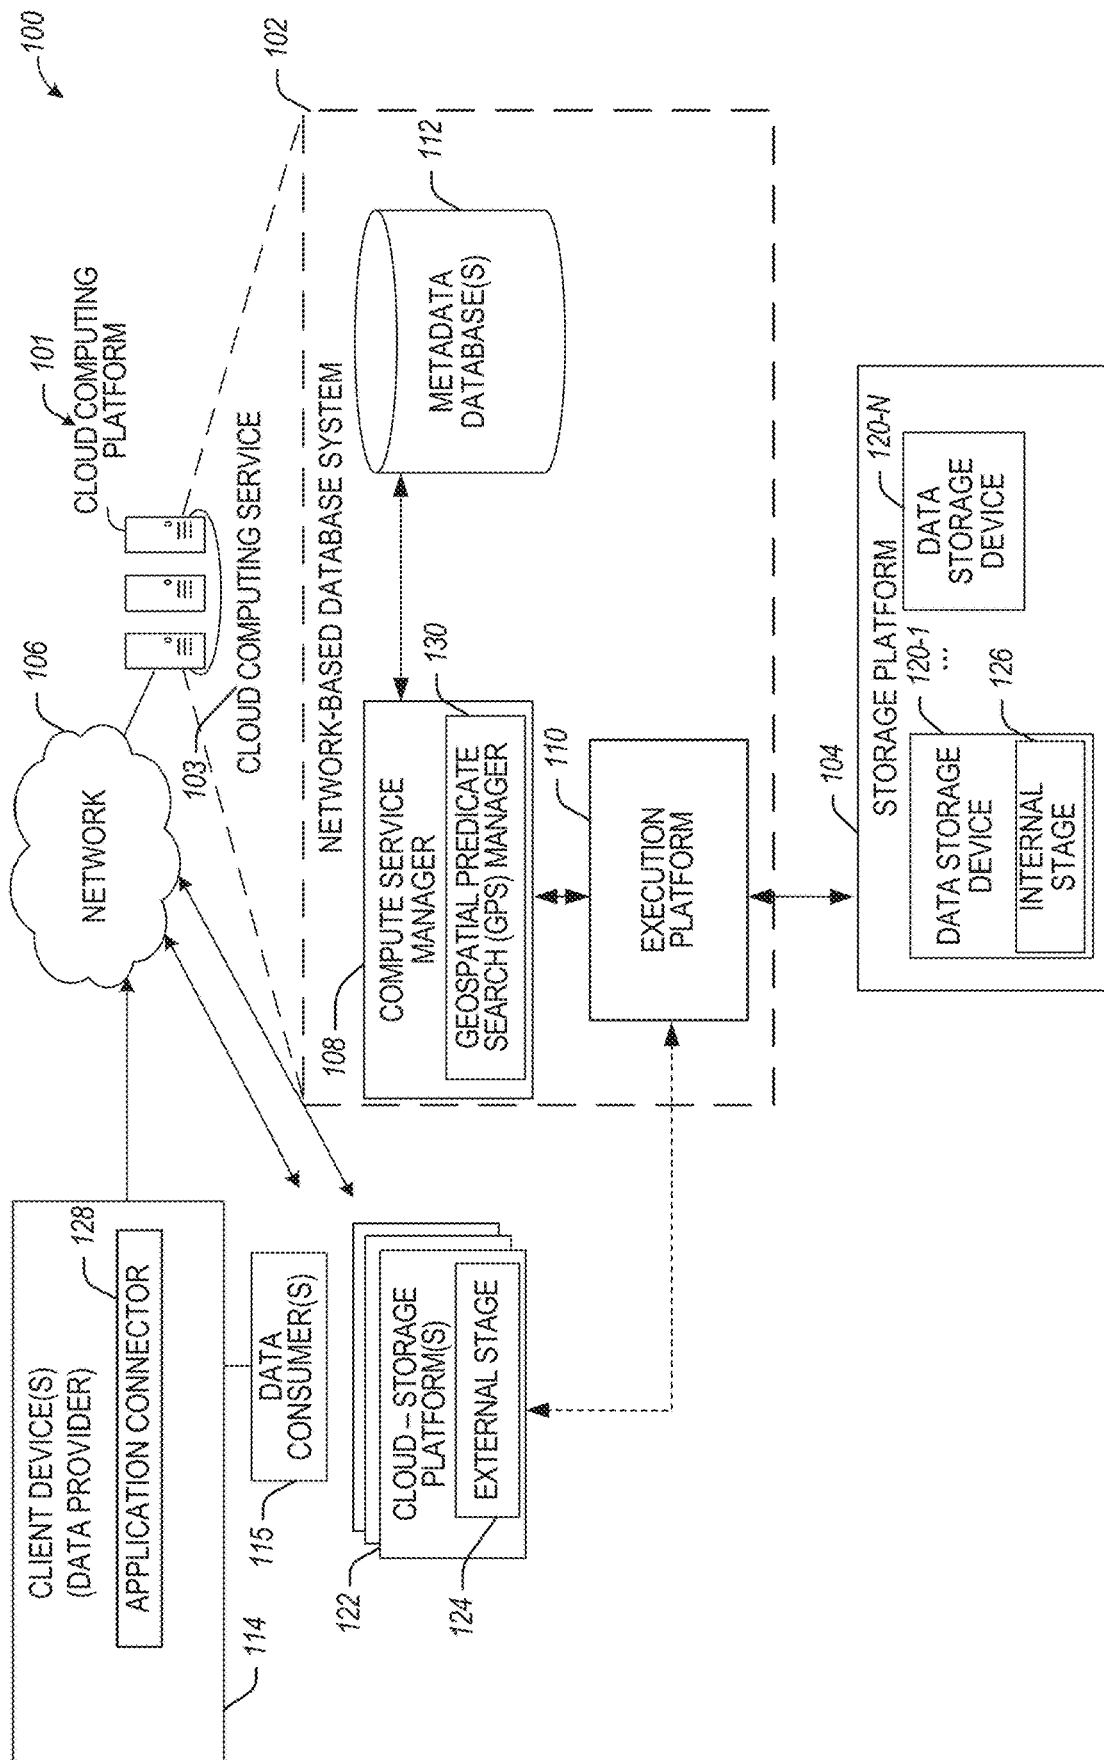 100
CLIENT DEVICE(S)
(DATA PROVIDER)
128
APPLICATION CONNECTOR
114
NETWORK
106
101
CLOUD COMPUTING
PLATFORM
103
CLOUD COMPUTING SERVICE
102
DATA
CONSUMER(S)
115
NETWORK-BASED DATABASE SYSTEM
122
CLOUD – STORAGE
PLATFORM(S)
EXTERNAL STAGE
124
108
COMPUTE SERVICE
MANAGER
130
GEOSPATIAL PREDICATE
SEARCH (GPS) MANAGER
112
METADATA
DATABASE(S)
110
EXECUTION
PLATFORM
104
STORAGE PLATFORM
120-1
...
120-N
DATA STORAGE
DEVICE
126
INTERNAL
STAGE
DATA
STORAGE
DEVICE